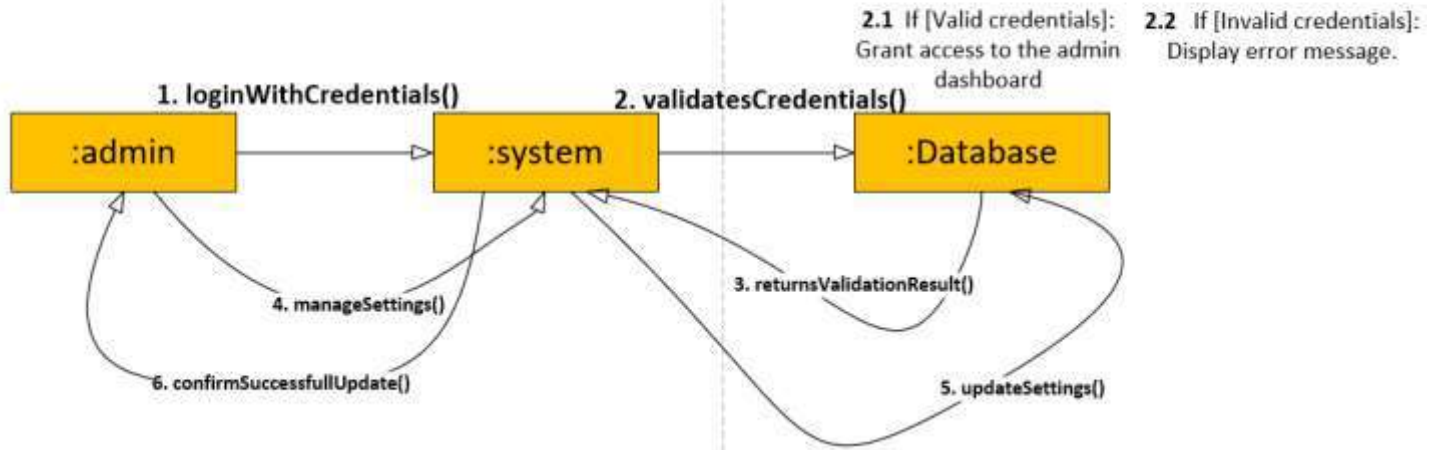 2.1 If [Valid credentials]:
Grant access to the admin
dashboard
2.2 If [Invalid credentials]:
Display error message.
1. loginWithCredentials()
2. validatesCredentials()
:admin
:system
:Database
3. returnsValidationResult()
4. manageSettings()
6. confirmSuccessfullUpdate()
5. updateSettings()